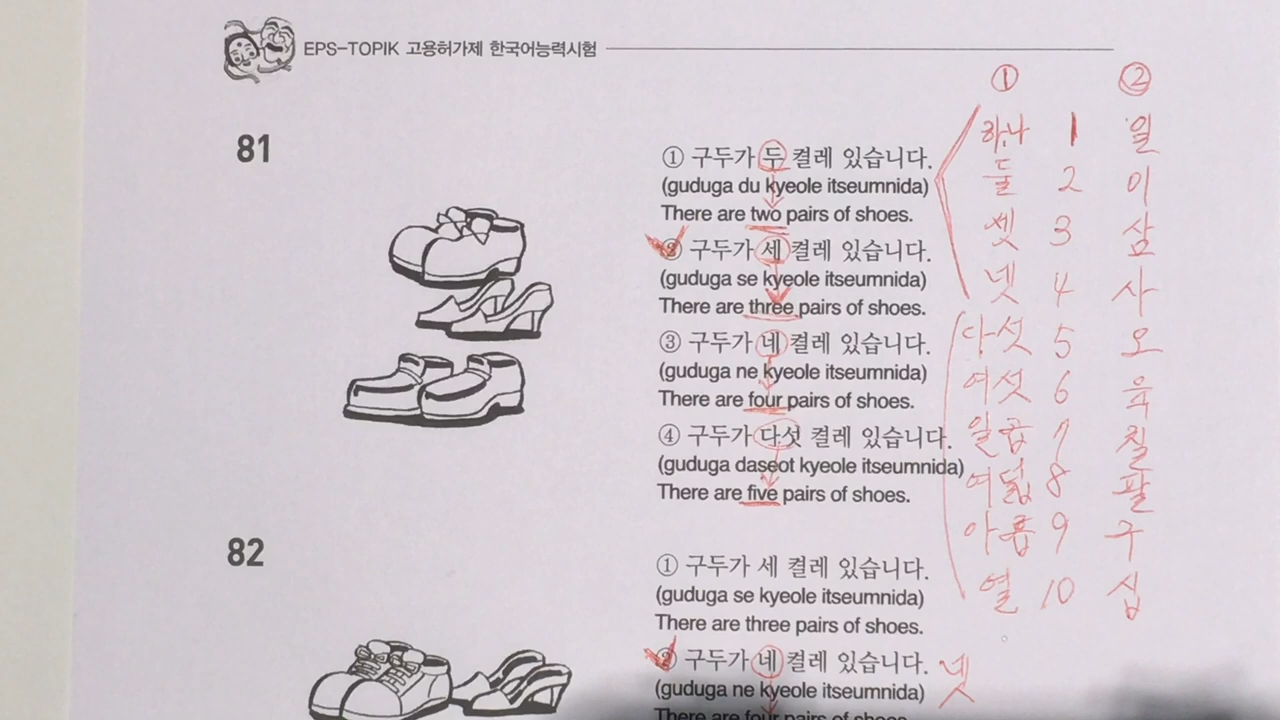 EPS-TOPIK 고용허가제 한국어능력시험
81
① 구두가 두 켤레 있습니다.
(guduga du kyeole itseumnida)
There are two pairs of shoes.
② 구두가 세 켤레 있습니다.
(guduga se kyeole itseumnida)
There are three pairs of shoes.
③ 구두가 네 켤레 있습니다.
(guduga ne kyeole itseumnida)
There are four pairs of shoes.
④ 구두가 다섯 켤레 있습니다.
(guduga daseot kyeole itseumnida)
There are five pairs of shoes.
82
① 구두가 세 켤레 있습니다.
(guduga se kyeole itseumnida)
There are three pairs of shoes.
② 구두가 네 켤레 있습니다. 넷
(guduga ne kyeole itseumnida)
There are four pairs of shoes.
① ②
하나 1 일
둘 2 이
셋 3 삼
넷 4 사
다섯 5 오
여섯 6 육
일곱 7 칠
여덟 8 팔
아홉 9 구
열 10 십